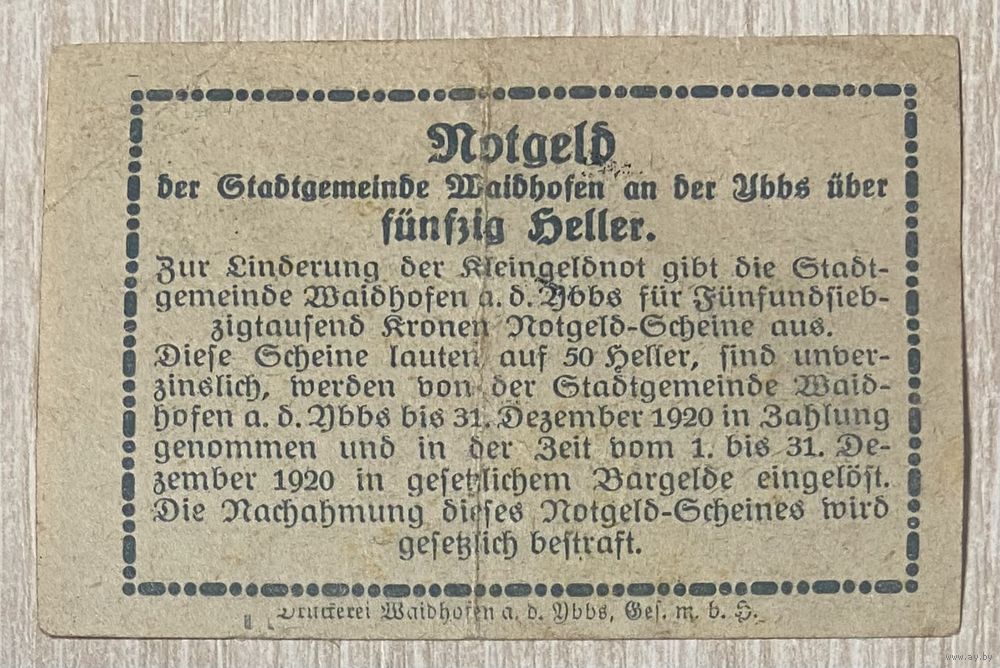 Notgeld
der Stadtgemeinde Waidhofen an der Ybbs über
fünfzig Heller.
Zur Linderung der Kleingeldnot gibt die Stadt-
gemeinde Waidhofen a. d. Ybbs für Fünfundsieb-
zigtausend Kronen Notgeld-Scheine aus.
Diese Scheine lauten auf 50 Heller, sind unver-
zinslich, werden von der Stadtgemeinde Waid-
hofen a. d. Ybbs bis 31. Dezember 1920 in Zahlung
genommen und in der Zeit vom 1. bis 31. De-
zember 1920 in gesetzlichem Bargelde eingelöst.
Die Nachahmung dieses Notgeld-Scheines wird
gesetzlich bestraft.
Druckerei Waidhofen a. d. Ybbs, Ges. m. b. H.
www.ay.by